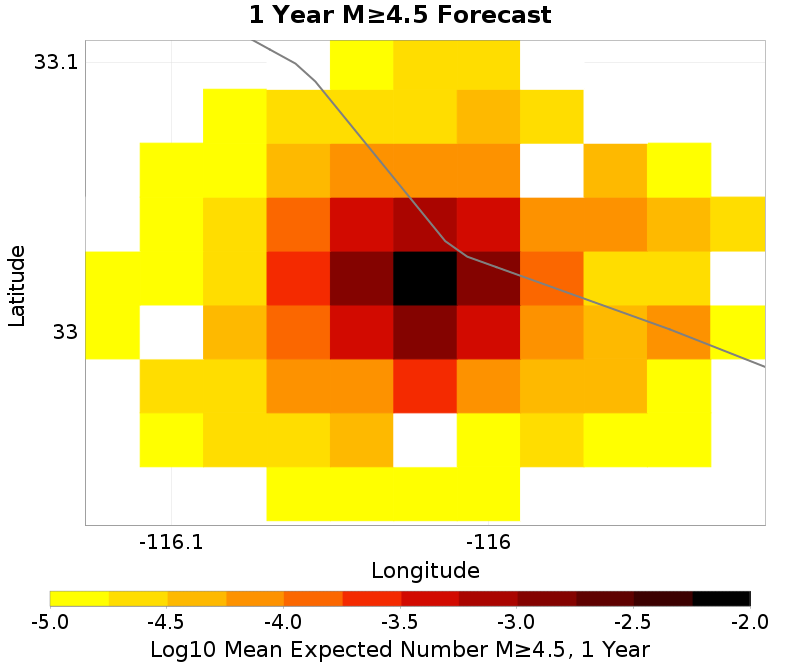 1 Year M≥4.5 Forecast
33.1
Latitude
33
-116.1
-116
Longitude
-5.0
-4.5
-4.0
-3.5
-3.0
-2.5
-2.0
Log10 Mean Expected Number M≥4.5, 1 Year